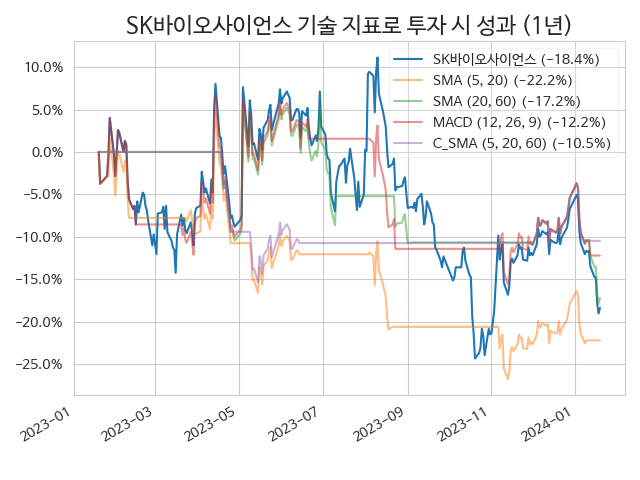 SK바이오사이언스 기술 지표로 투자 시 성과 (1년)
SK바이오사이언스 (−18.4%)
SMA (5, 20) (−22.2%)
SMA (20, 60) (−17.2%)
MACD (12, 26, 9) (−12.2%)
C_SMA (5, 20, 60) (−10.5%)
10.0%
5.0%
0.0%
−5.0%
−10.0%
−15.0%
−20.0%
−25.0%
2023−01
2023−03
2023−05
2023−07
2023−09
2023−11
2024−01